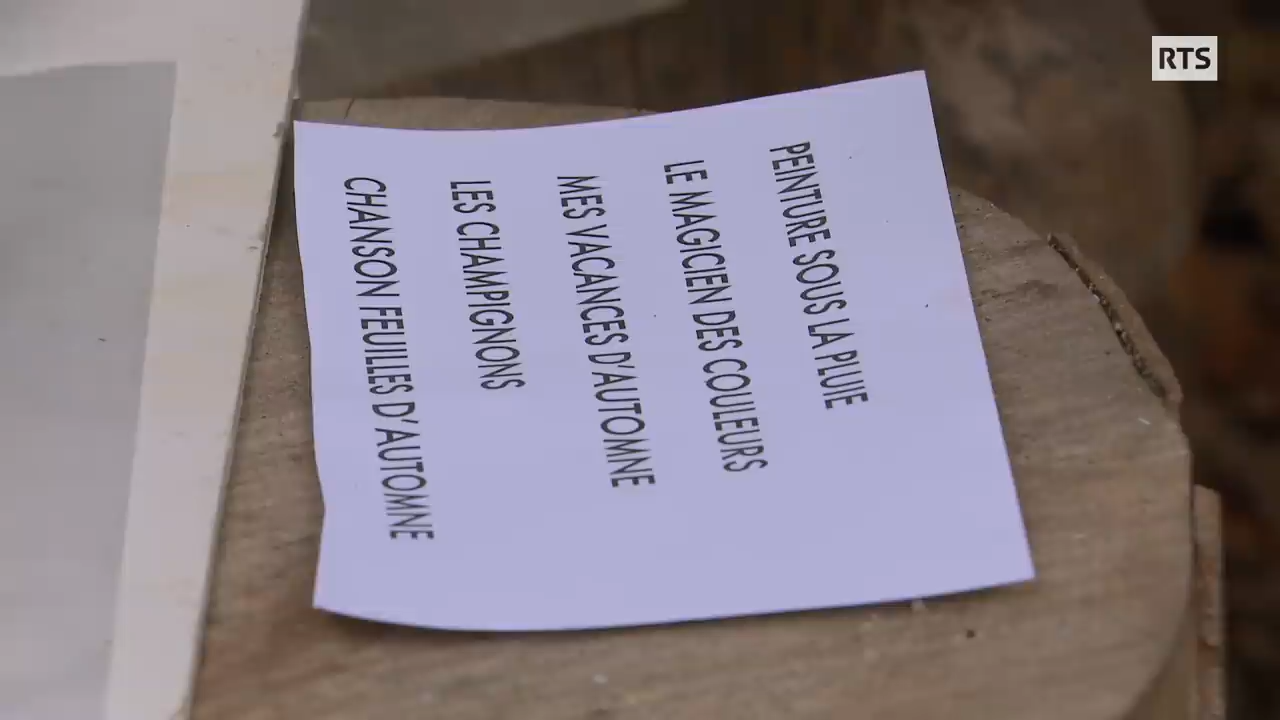 RTS
PEINTURE SOUS LA PLUIE
LE MAGICIEN DES COULEURS
MES VACANCES D'AUTOMNE
LES CHAMPIGNONS
CHANSON FEUILLES D'AUTOMNE